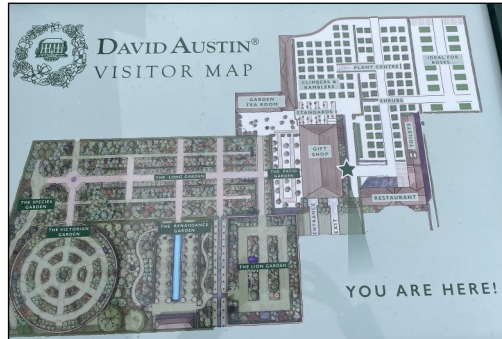 DAVID AUSTIN®
VISITOR MAP
PLANT CENTRE
IDEAL FOR
ROSES
CLIMBERS &
RAMBLERS
SHRUBS
GARDEN
TEA ROOM
STANDARDS
GIFT
SHOP
TOILETS
THE LONG GARDEN
THE PATIO
GARDEN
RESTAURANT
ENTRANCE
EXIT
THE SPECIES
GARDEN
THE VICTORIAN
GARDEN
THE RENAISSANCE
GARDEN
THE LION GARDEN
YOU ARE HERE!